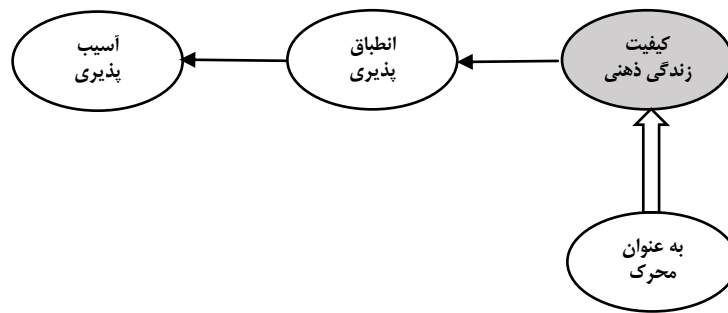 کیفیت
زندگی ذهنی
انطباق
پذیری
آسیب
پذیری
به عنوان
محرک